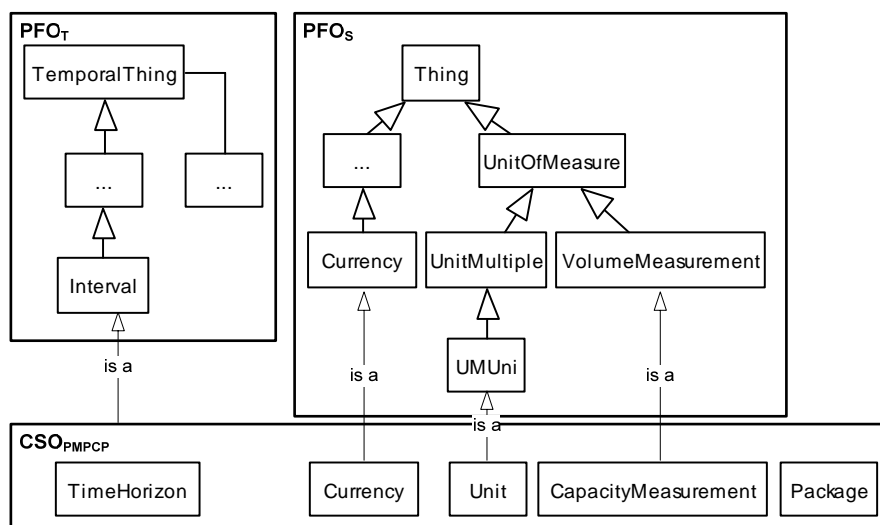 PFOT
TemporalThing
...
...
Interval
PFOS
Thing
...
UnitOfMeasure
Currency
UnitMultiple
VolumeMeasurement
UMUni
is a
is a
is a
is a
CSOPMPCP
TimeHorizon
Currency
Unit
CapacityMeasurement
Package